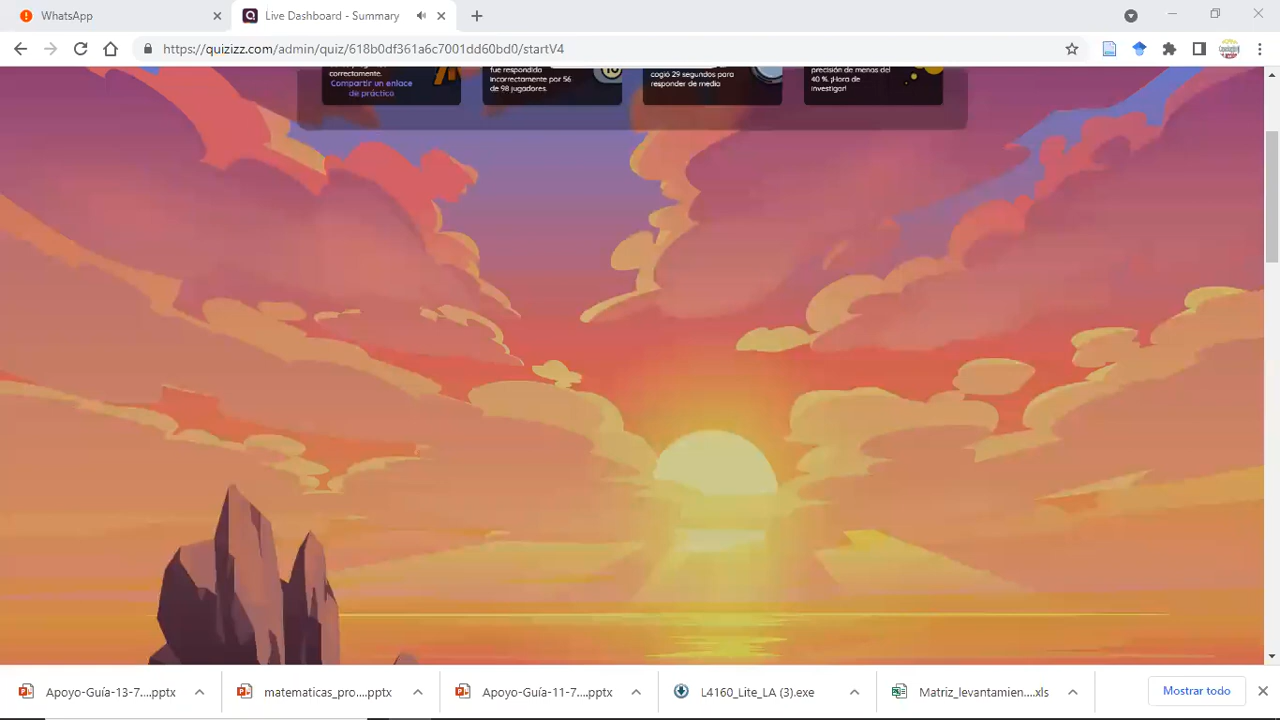 WhatsApp
Live Dashboard - Summary
https://quizizz.com/admin/quiz/618b0df361a6c7001dd60bd0/startV4
correctamente.
Compartir un enlace
de práctica
fue respondida
incorrectamente por 56
de 98 jugadores.
cogió 29 segundos para
responder de media
precisión de menos del
40 %. ¡Hora de
investigar!
Apoyo-Guía-13-7....pptx
matematicas_pro....pptx
Apoyo-Guía-11-7....pptx
L4160_Lite_LA (3).exe
Matriz_levantamien....xls
Mostrar todo